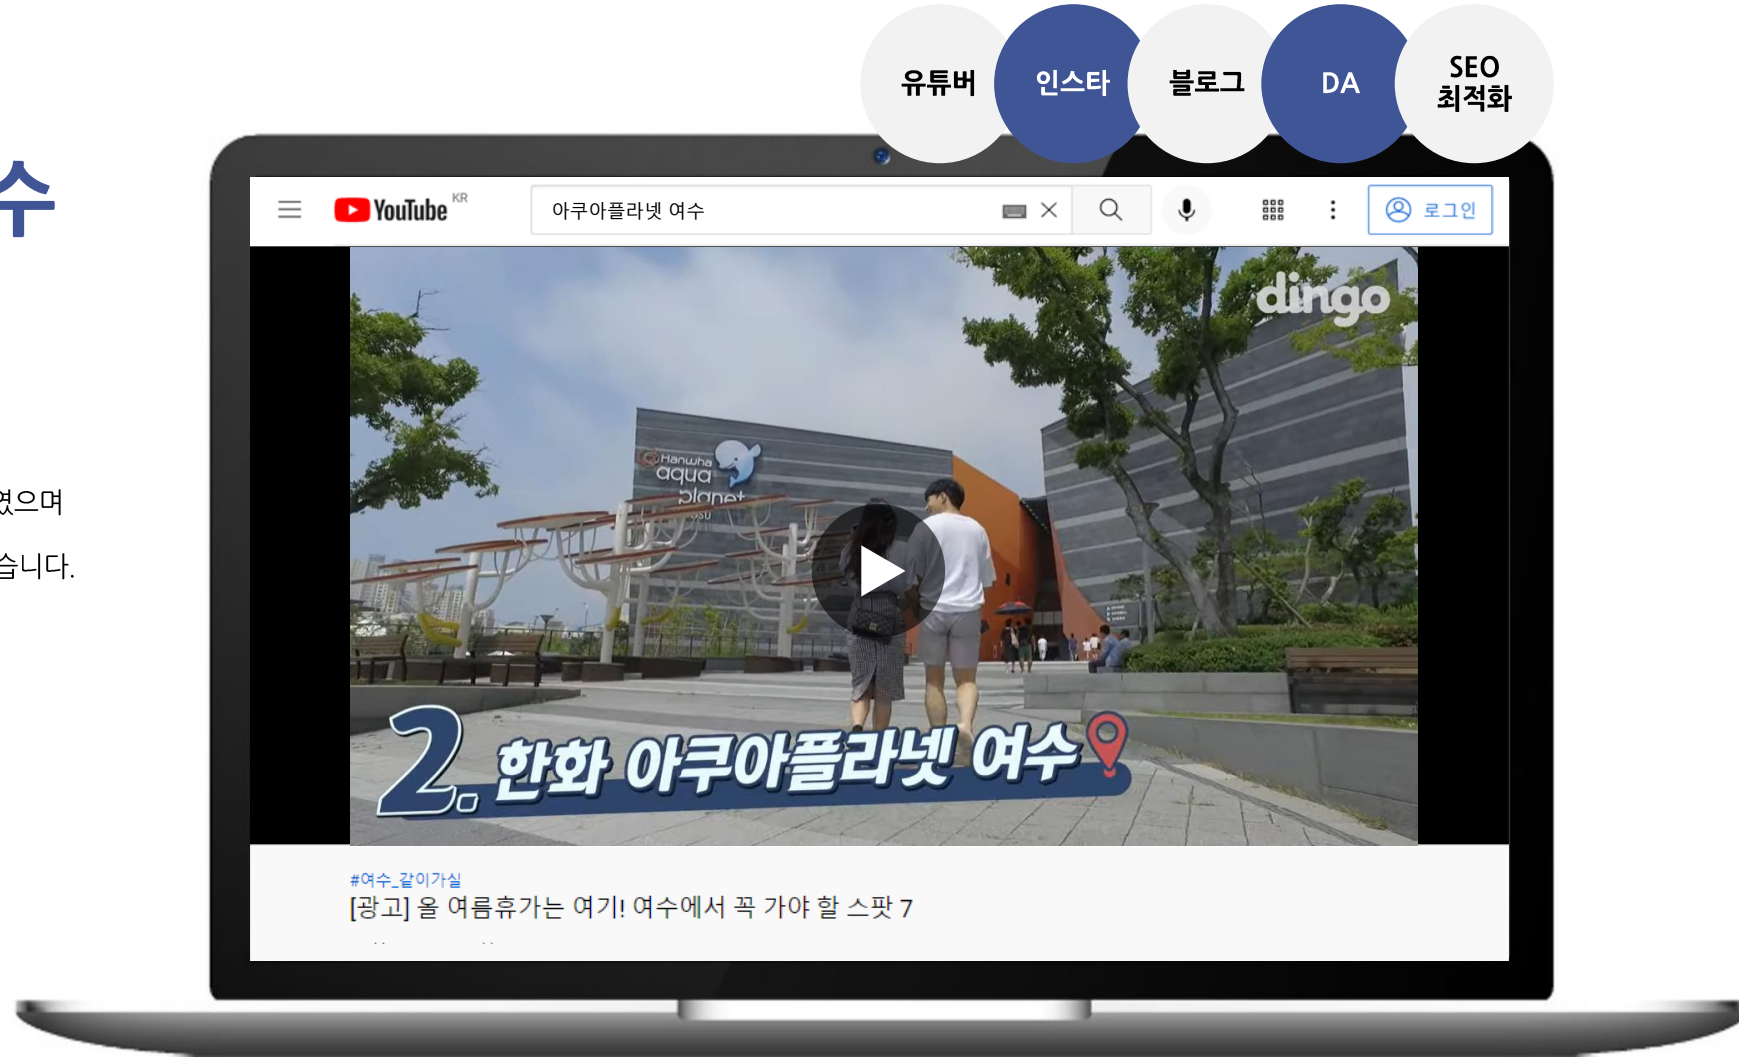 유튜버
인스타
블로그
DA
SEO
최적화
수
였으며
습니다.
YouTube KR
아쿠아플라넷 여수
로그인
dingo
Hanwha
aqua
planet
2. 한화 아쿠아플라넷 여수
#여수_같이가실
[광고] 올 여름휴가는 여기! 여수에서 꼭 가야 할 스팟 7